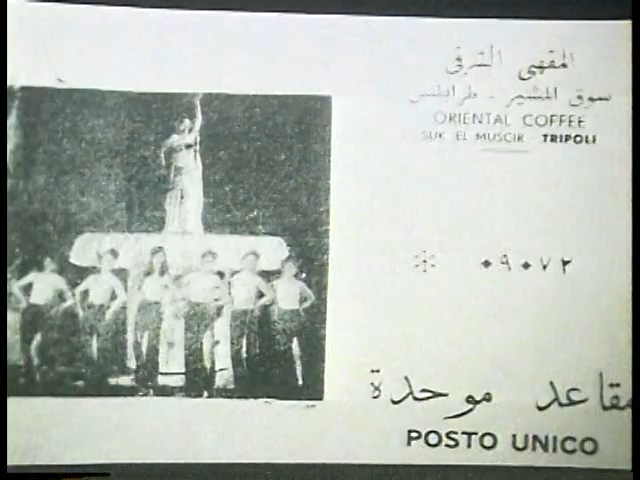 المقهى الشرقي
سوق المشير - طرابلس
ORIENTAL COFFEE
SUK EL MUSCIR - TRIPOLI
٠٩٠٧٢
مقاعد موحدة
POSTO UNICO